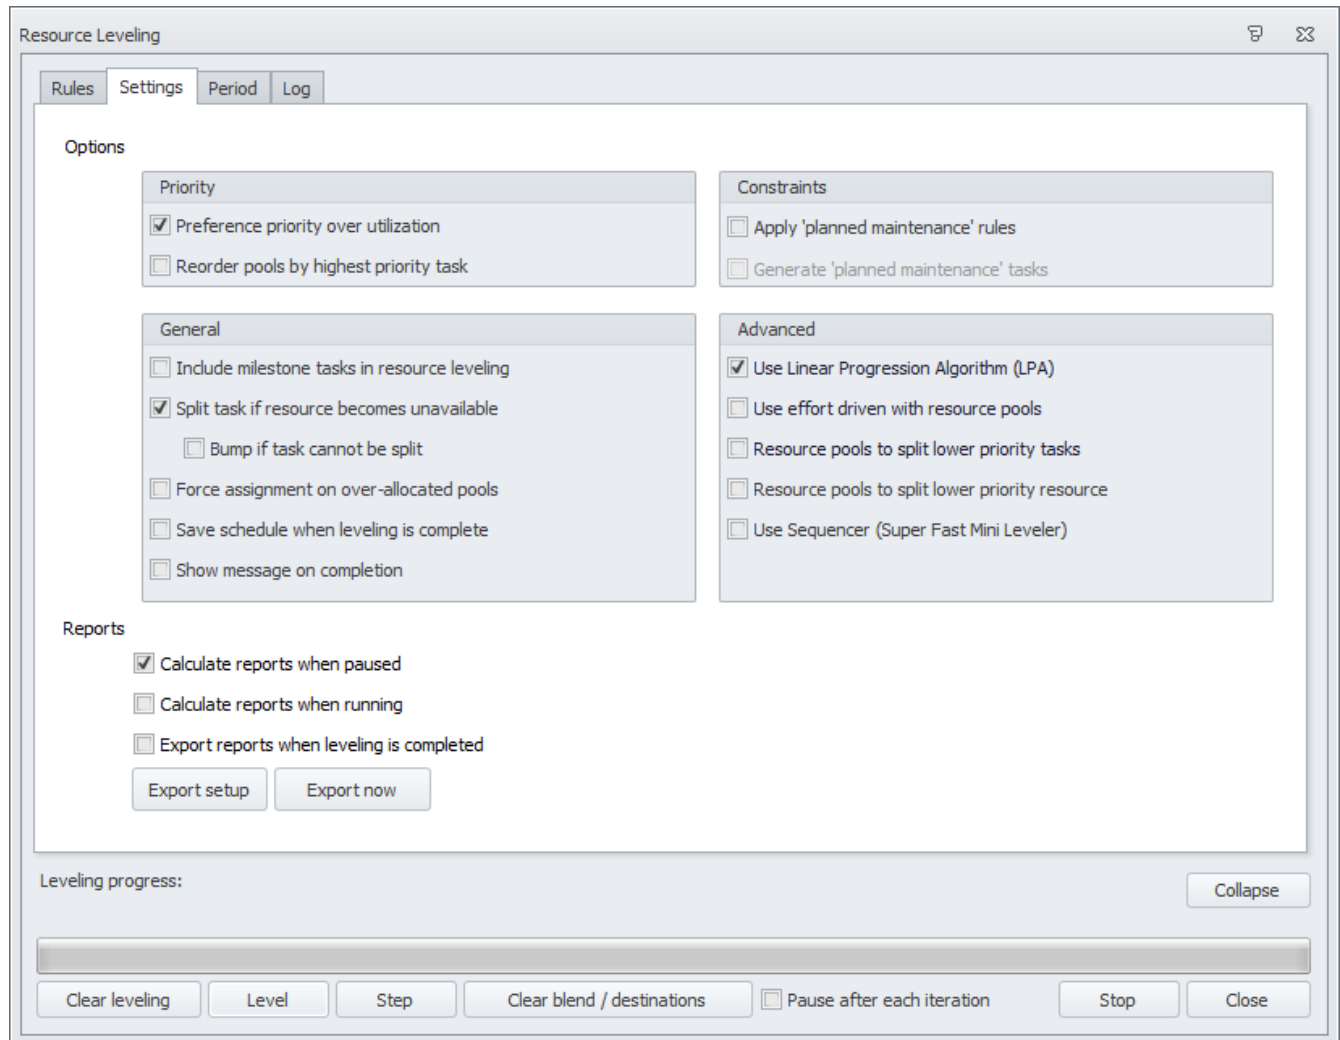 Resource Leveling
Rules Settings Period Log
Options
Priority
Preference priority over utilization
Reorder pools by highest priority task
Constraints
Apply 'planned maintenance' rules
Generate 'planned maintenance' tasks
General
Include milestone tasks in resource leveling
Split task if resource becomes unavailable
Bump if task cannot be split
Force assignment on over-allocated pools
Save schedule when leveling is complete
Show message on completion
Advanced
Use Linear Progression Algorithm (LPA)
Use effort driven with resource pools
Resource pools to split lower priority tasks
Resource pools to split lower priority resource
Use Sequencer (Super Fast Mini Leveler)
Reports
Calculate reports when paused
Calculate reports when running
Export reports when leveling is completed
Export setup Export now
Leveling progress:
Collapse
Clear leveling Level Step Clear blend / destinations Pause after each iteration Stop Close